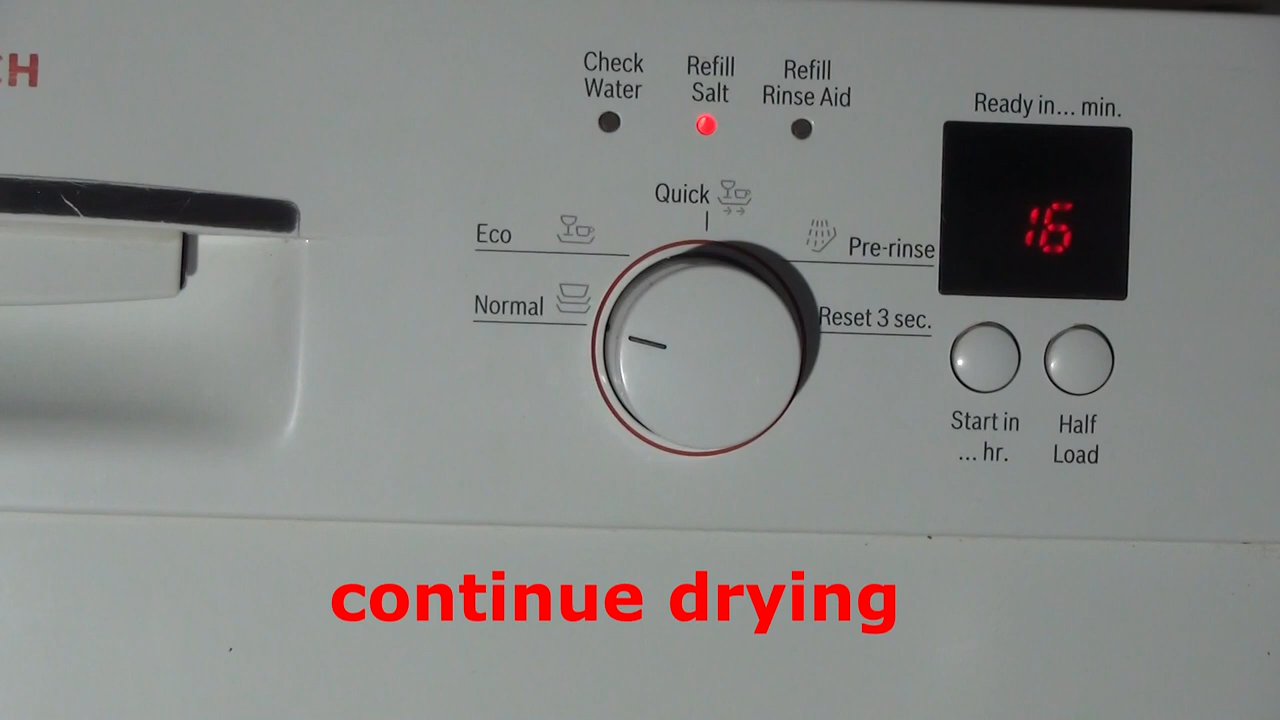 CH
Check
Water
Refill
Salt
Refill
Rinse Aid
Ready in... min.
16
Quick
Eco
Pre-rinse
Normal
Reset 3 sec.
Start in
... hr.
Half
Load
continue drying